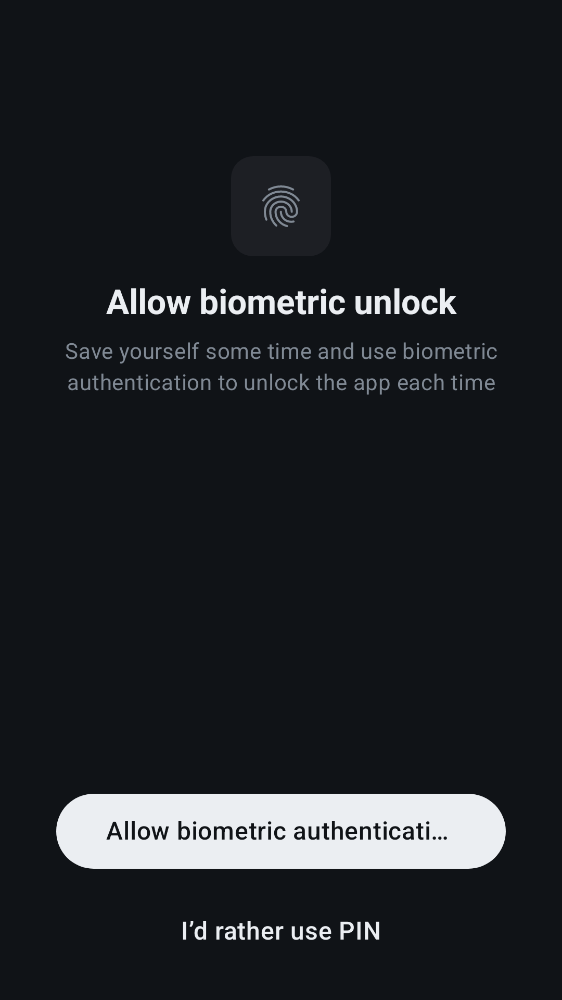 Allow biometric unlock
Save yourself some time and use biometric
authentication to unlock the app each time
Allow biometric authenticati…
I’d rather use PIN